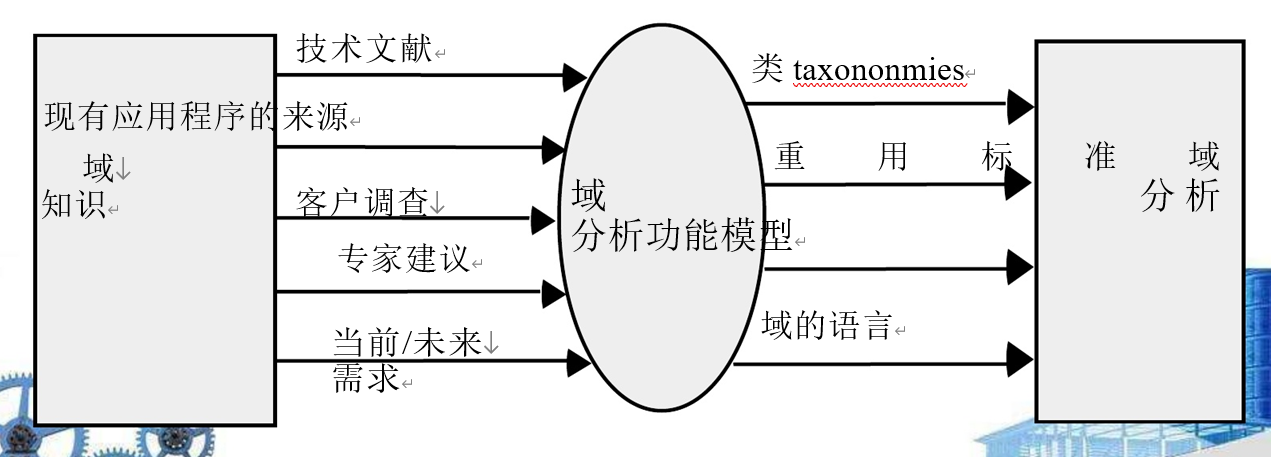 技术文献
现有应用程序的来源
域
知识
客户调查
专家建议
当前/未来
需求
域
分析功能模型
类 taxononmies
重用标准域
分析
域的语言